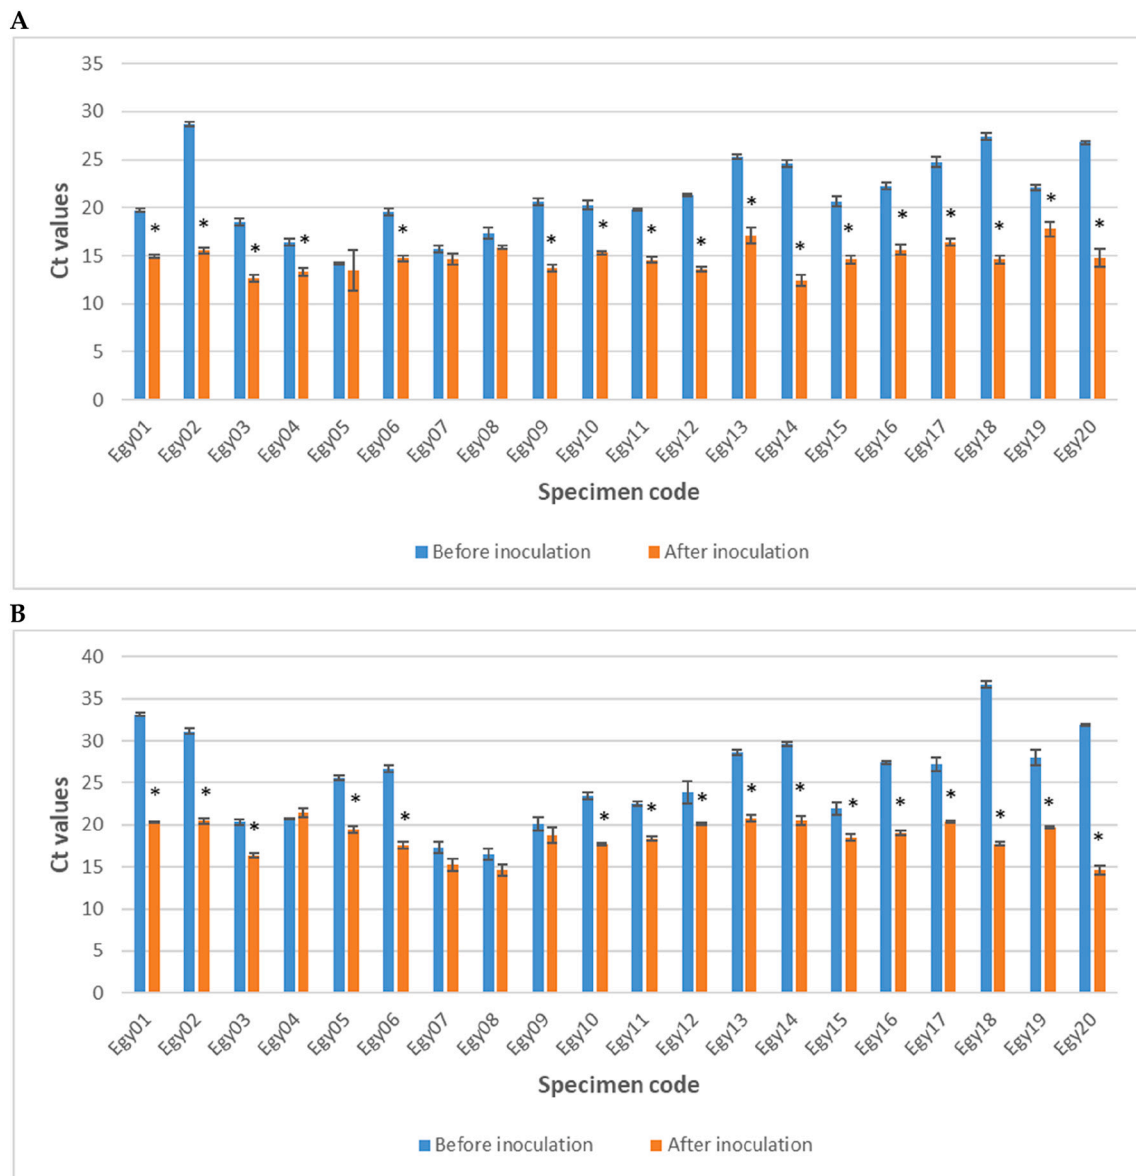 A
35
30
25
20
15
10
5
0
Ct values
* * * * * * * * * * * * * * * * *
Egy01 Egy02 Egy03 Egy04 Egy05 Egy06 Egy07 Egy08 Egy09 Egy10 Egy11 Egy12 Egy13 Egy14 Egy15 Egy16 Egy17 Egy18 Egy19 Egy20
Specimen code
Before inoculation After inoculation
B
40
35
30
25
20
15
10
5
0
Ct values
* * * * * * * * * * * * * * * *
Egy01 Egy02 Egy03 Egy04 Egy05 Egy06 Egy07 Egy08 Egy09 Egy10 Egy11 Egy12 Egy13 Egy14 Egy15 Egy16 Egy17 Egy18 Egy19 Egy20
Specimen code
Before inoculation After inoculation